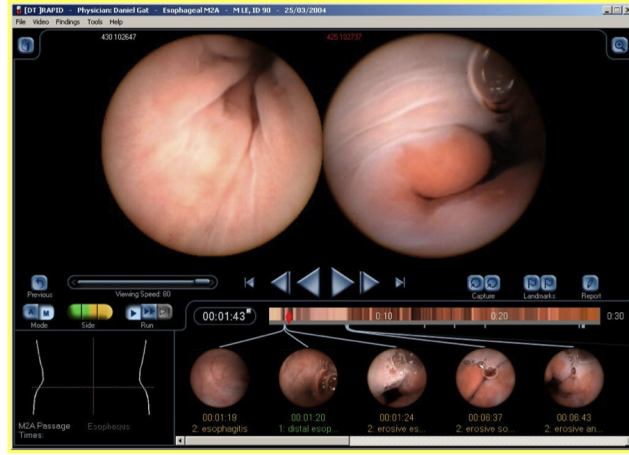 [DT ]RAPID - Physician: Daniel Gat - Esophageal M2A - M LE, ID 90 - 25/03/2004
File Video Findings Tools Help
430 102647
425 102737
Previous
Viewing Speed: 80
Capture
Landmarks
Report
A M
Mode
Side
Run
00:01:43
0:10
0:20
0:30
00:01:19
2: esophagitis
00:01:20
1: distal esop...
00:01:24
2: erosive es...
00:06:37
2: erosive so...
00:06:43
2: erosive an...
M2A Passage
Times:
Esophagus